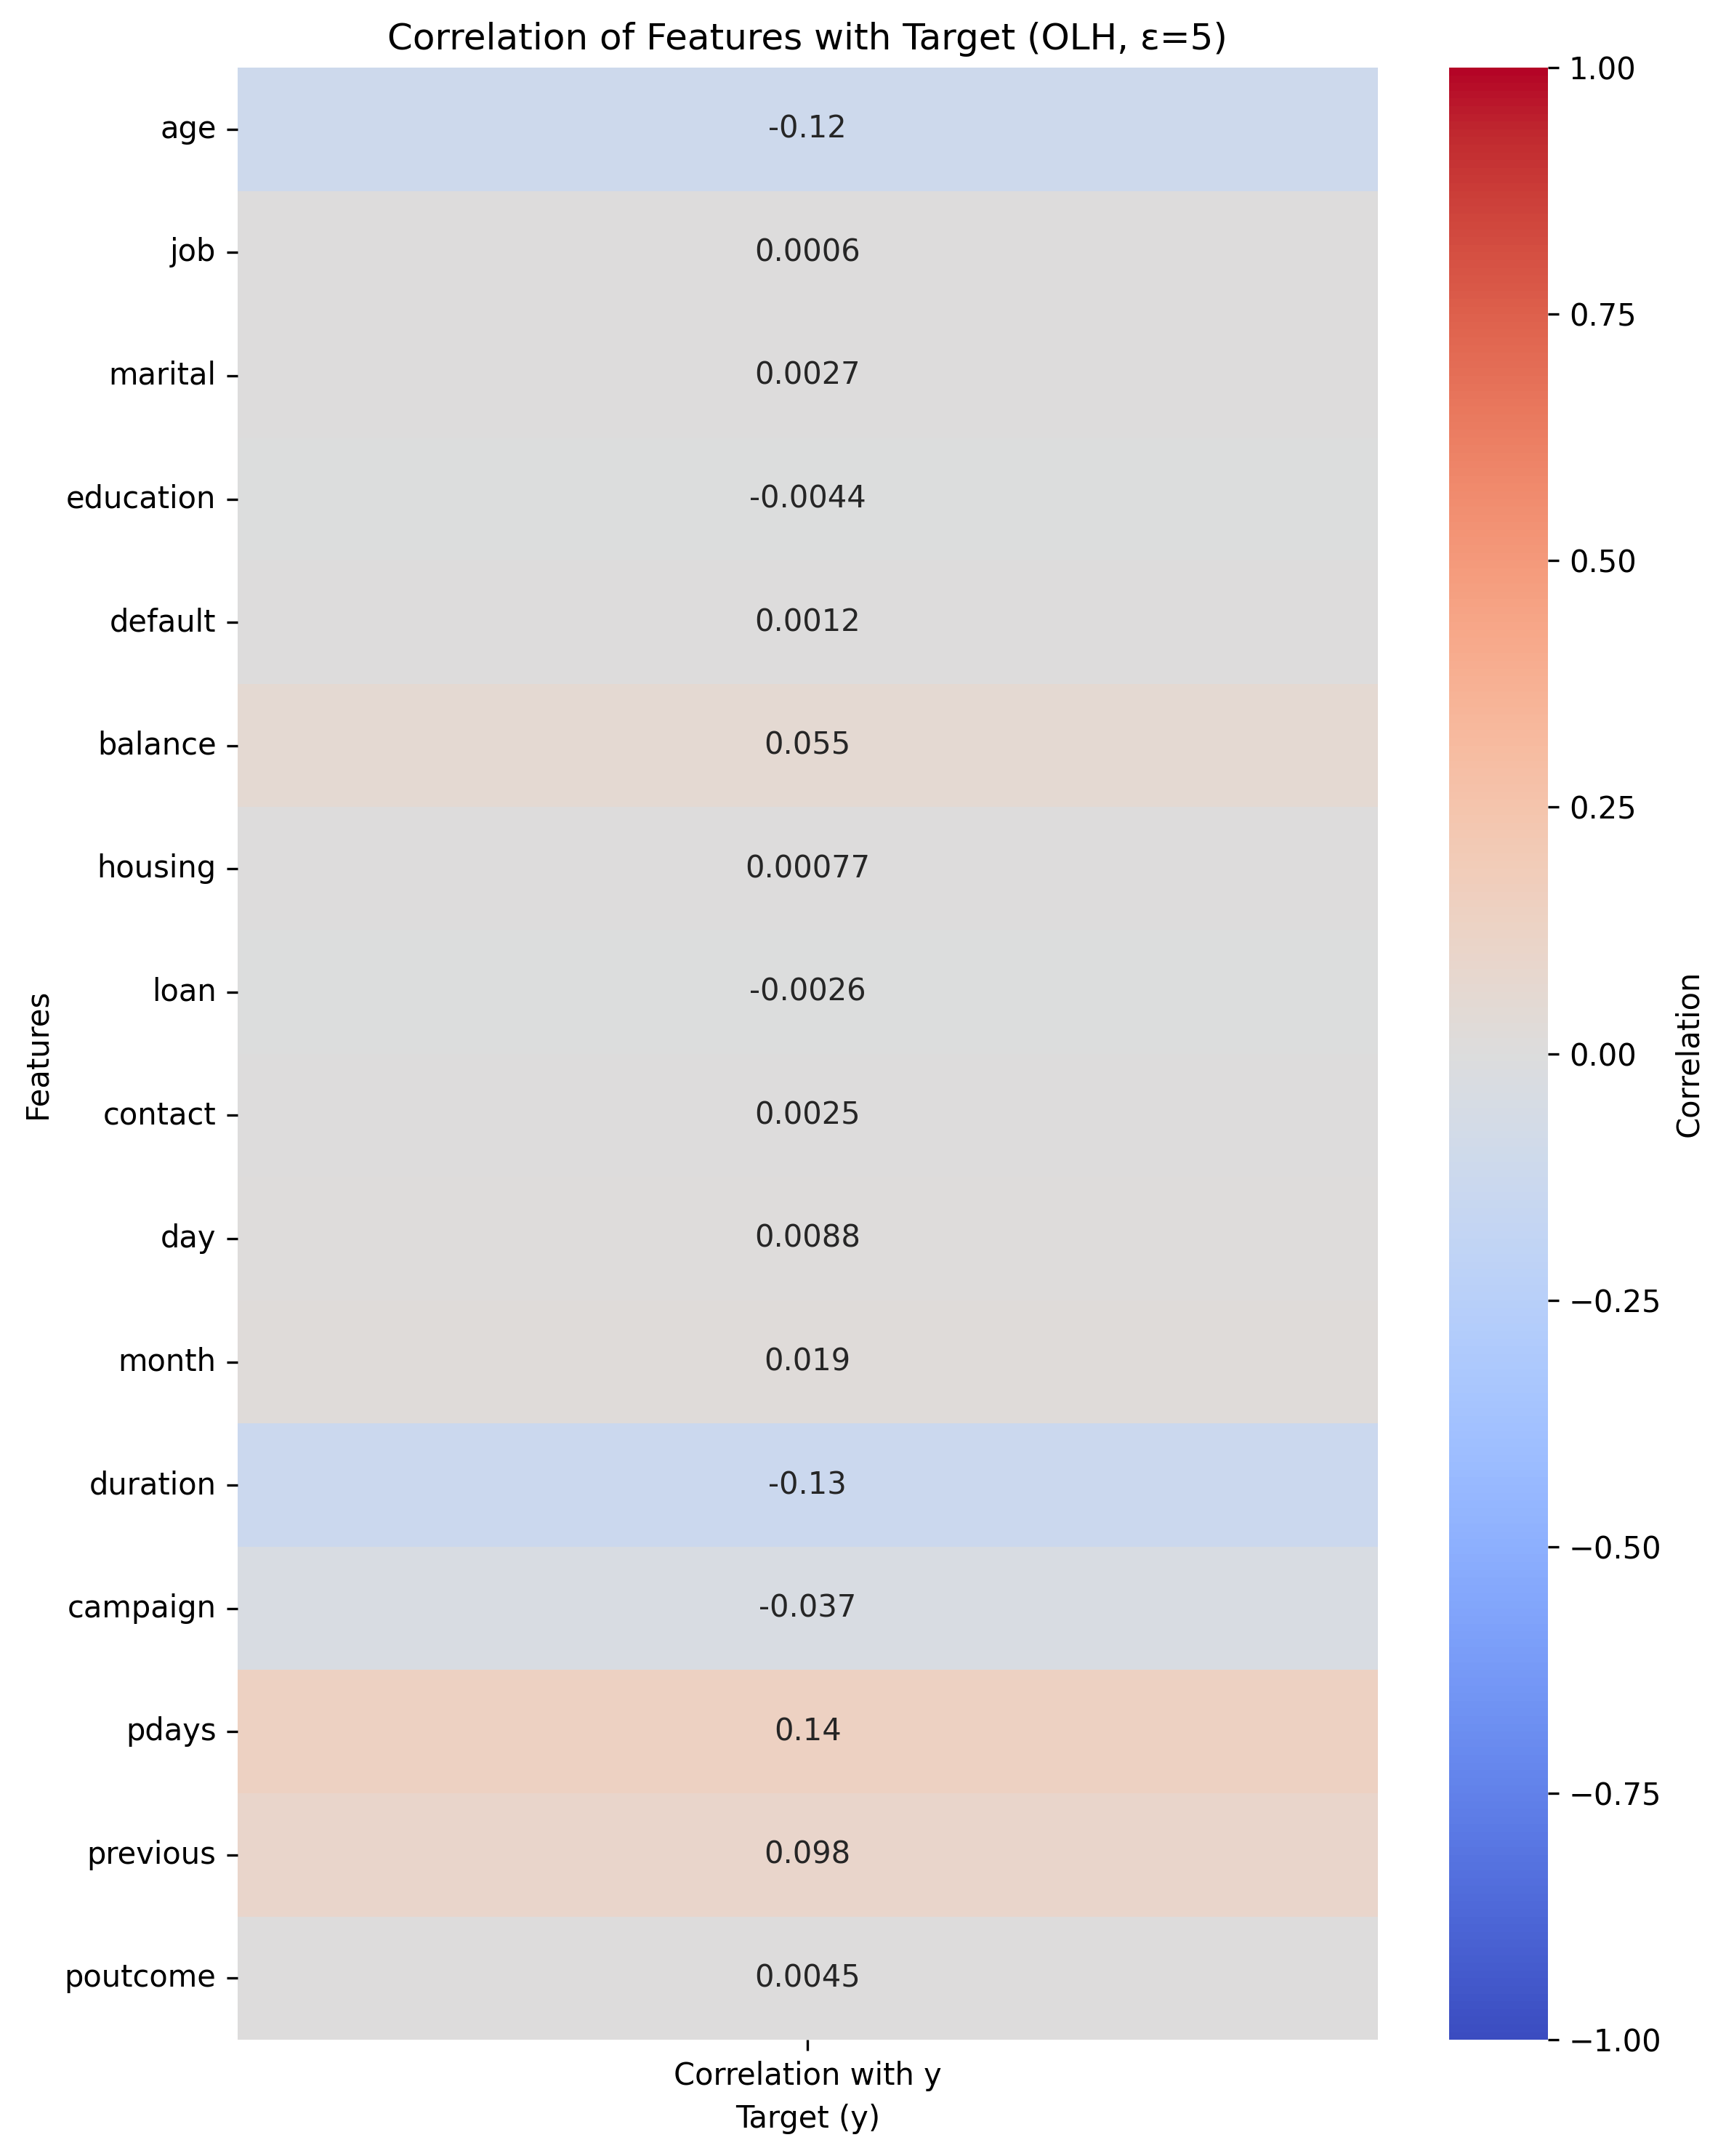 Correlation of Features with Target (OLH, ε=5)
age -0.12
job 0.0006
marital 0.0027
education -0.0044
default 0.0012
balance 0.055
housing 0.00077
loan -0.0026
contact 0.0025
day 0.0088
month 0.019
duration -0.13
campaign -0.037
pdays 0.14
previous 0.098
poutcome 0.0045
Features
Correlation with y
Target (y)
1.00
0.75
0.50
0.25
0.00
−0.25
−0.50
−0.75
−1.00
Correlation